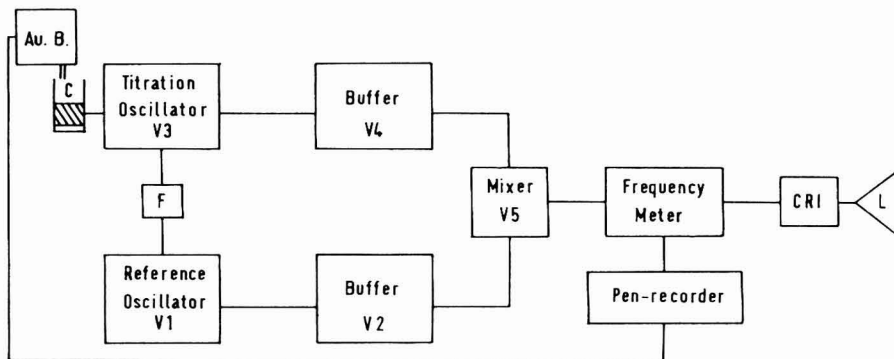 Au. B.
C
Titration
Oscillator
V3
Buffer
V4
F
Mixer
V5
Frequency
Meter
CRI
L
Reference
Oscillator
V1
Buffer
V2
Pen-recorder